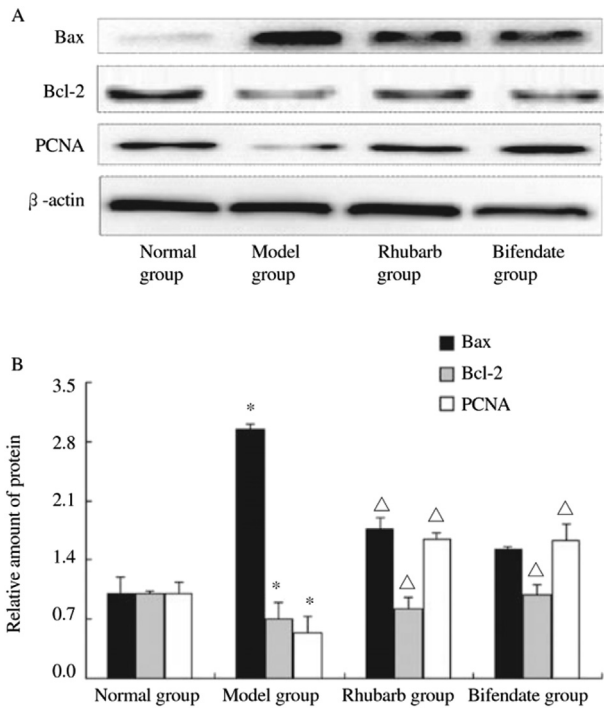 A
Bax
Bcl-2
PCNA
β -actin
Normal group
Model group
Rhubarb group
Bifendate group
B
Bax
Bcl-2
PCNA
Relative amount of protein
3.5
2.8
2.1
1.4
0.7
0.0
*
*
*
△
△
△
△
△
Normal group
Model group
Rhubarb group
Bifendate group